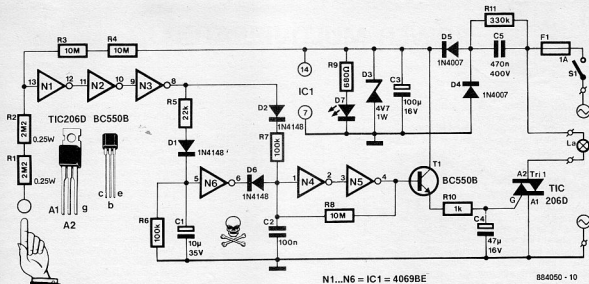 R3
10M
R4
10M
R11
330k
D5
1N4007
C5
470n
400V
F1
1A
S1
13
N1
12
11
N2
10
9
N3
8
14
IC1
7
R9
680Ω
D7
D3
4V7
1W
C3
100µ
16V
D4
1N4007
R2
2M2
0.25W
TIC206D
BC550B
R5
22k
D2
1N4148
R7
100k
R1
2M2
0.25W
D1
1N4148
5
N6
6
D6
1N4148
1
N4
2
3
N5
4
T1
BC550B
La
A1
g
A2
b
c
e
R6
100k
C1
10µ
35V
C2
100n
R8
10M
R10
1k
C4
47µ
16V
A2
Tri 1
G
A1
TIC
206D
N1...N6 = IC1 = 4069BE
884050 - 10